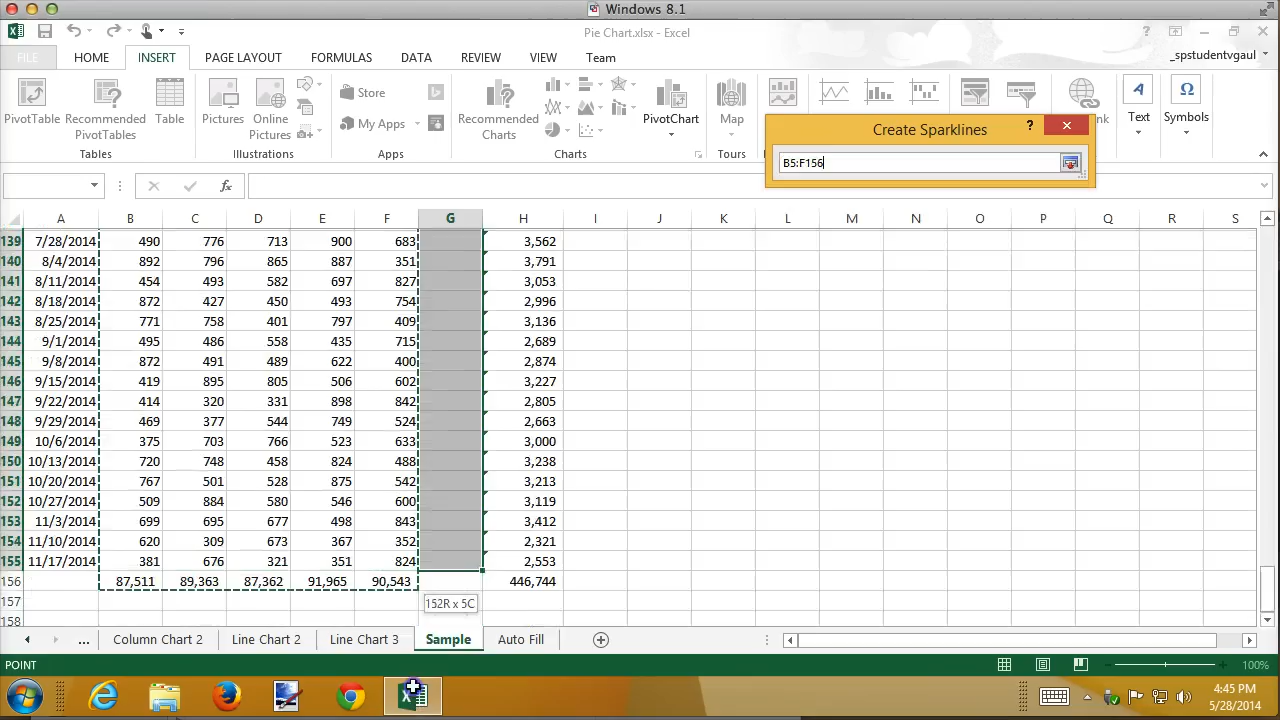 Windows 8.1
Pie Chart.xlsx - Excel
FILE HOME INSERT PAGE LAYOUT FORMULAS DATA REVIEW VIEW Team _spstudentvgaul
PivotTable Recommended PivotTables Table Pictures Online Pictures Store My Apps Recommended Charts PivotChart Map Text Symbols
Tables Illustrations Apps Charts Tours
Create Sparklines ?
B5:F156
fx
A B C D E F G H I J K L M N O P Q R S
139 7/28/2014 490 776 713 900 683 3,562
140 8/4/2014 892 796 865 887 351 3,791
141 8/11/2014 454 493 582 697 827 3,053
142 8/18/2014 872 427 450 493 754 2,996
143 8/25/2014 771 758 401 797 409 3,136
144 9/1/2014 495 486 558 435 715 2,689
145 9/8/2014 872 491 489 622 400 2,874
146 9/15/2014 419 895 805 506 602 3,227
147 9/22/2014 414 320 331 898 842 2,805
148 9/29/2014 469 377 544 749 524 2,663
149 10/6/2014 375 703 766 523 633 3,000
150 10/13/2014 720 748 458 824 488 3,238
151 10/20/2014 767 501 528 875 542 3,213
152 10/27/2014 509 884 580 546 600 3,119
153 11/3/2014 699 695 677 498 843 3,412
154 11/10/2014 620 309 673 367 352 2,321
155 11/17/2014 381 676 321 351 824 2,553
156 87,511 89,363 87,362 91,965 90,543 446,744
157
152R x 5C
158
... Column Chart 2 Line Chart 2 Line Chart 3 Sample Auto Fill
POINT 100%
4:45 PM
5/28/2014